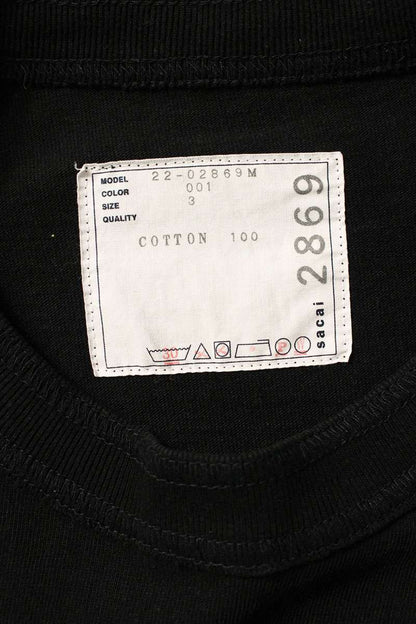 MODEL 22-02869M
COLOR 001
SIZE 3
QUALITY
COTTON 100
sacai 2869
30